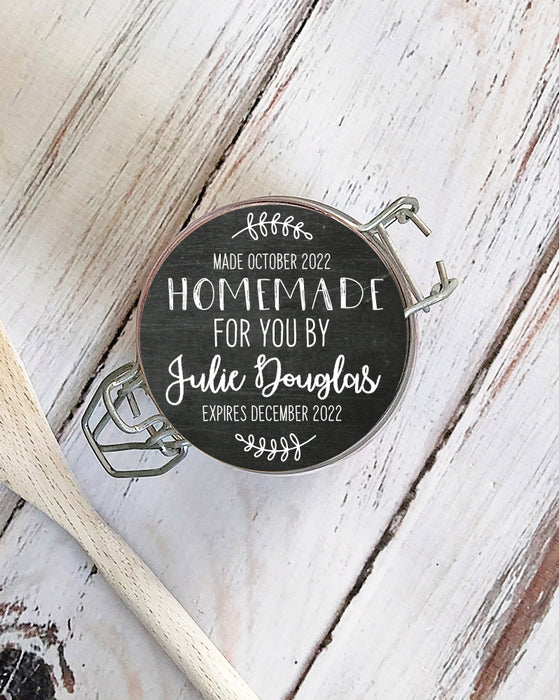 MADE OCTOBER 2022
HOMEMADE
FOR YOU BY
Julie Douglas
EXPIRES DECEMBER 2022